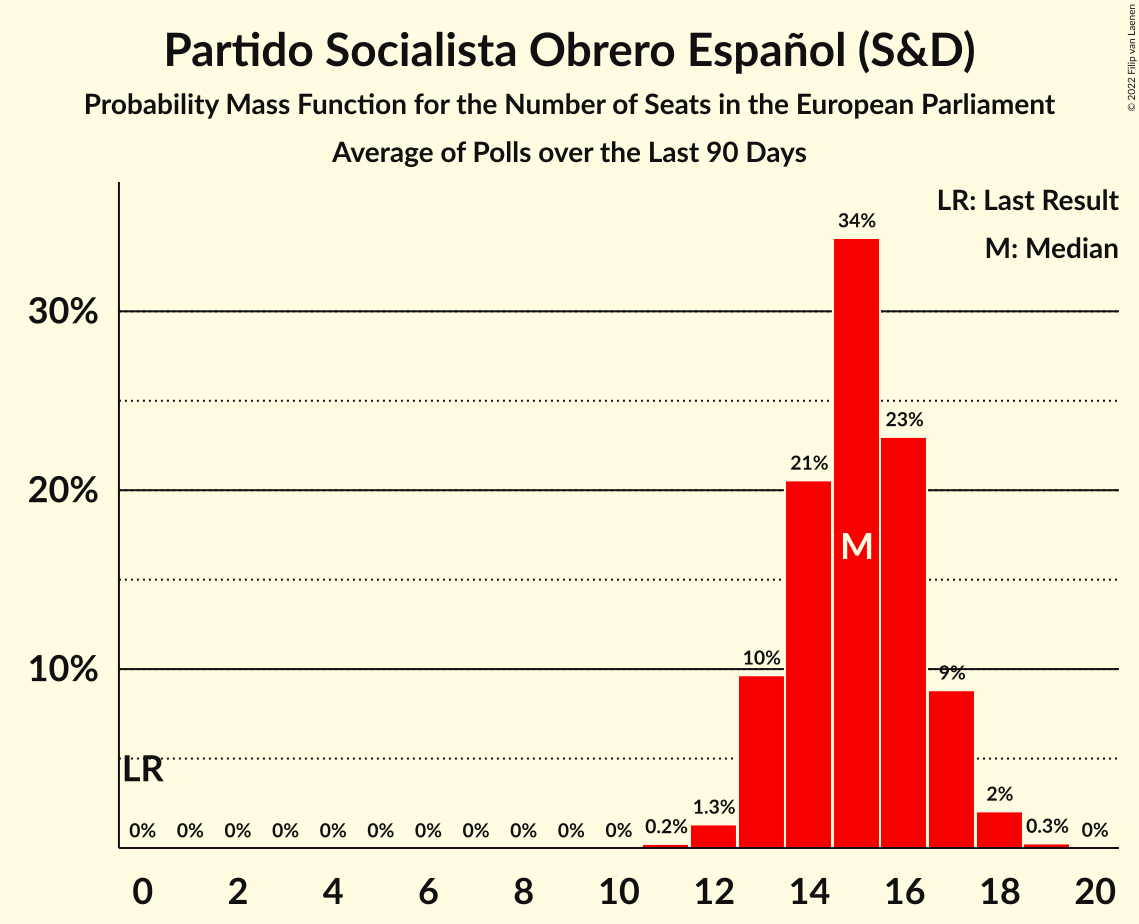 Partido Socialista Obrero Español (S&D)
Probability Mass Function for the Number of Seats in the European Parliament
Average of Polls over the Last 90 Days
© 2022 Filip van Laenen
LR: Last Result
M: Median
34%
30%
23%
21%
20%
M
10%
10%
9%
LR
0% 0% 0% 0% 0% 0% 0% 0% 0% 0% 0% 0.2% 1.3% 2% 0.3% 0%
0 2 4 6 8 10 12 14 16 18 20